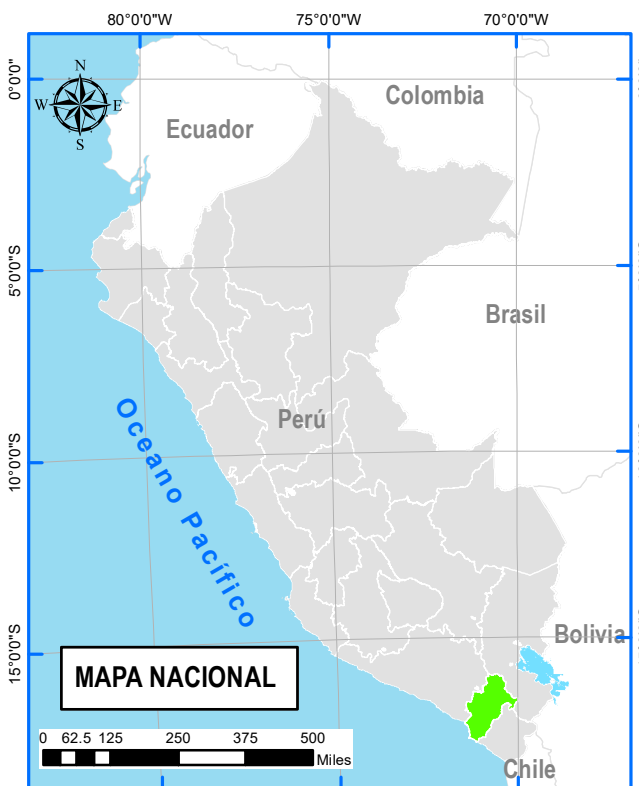 80°0'0"W 75°0'0"W 70°0'0"W
0°0'0"
N
W E
S
Colombia
Ecuador
5°0'0"S
Brasil
Perú
Oceano Pacífico
10°0'0"S
Bolivia
15°0'0"S
MAPA NACIONAL
0 62.5 125 250 375 500
Miles
Chile